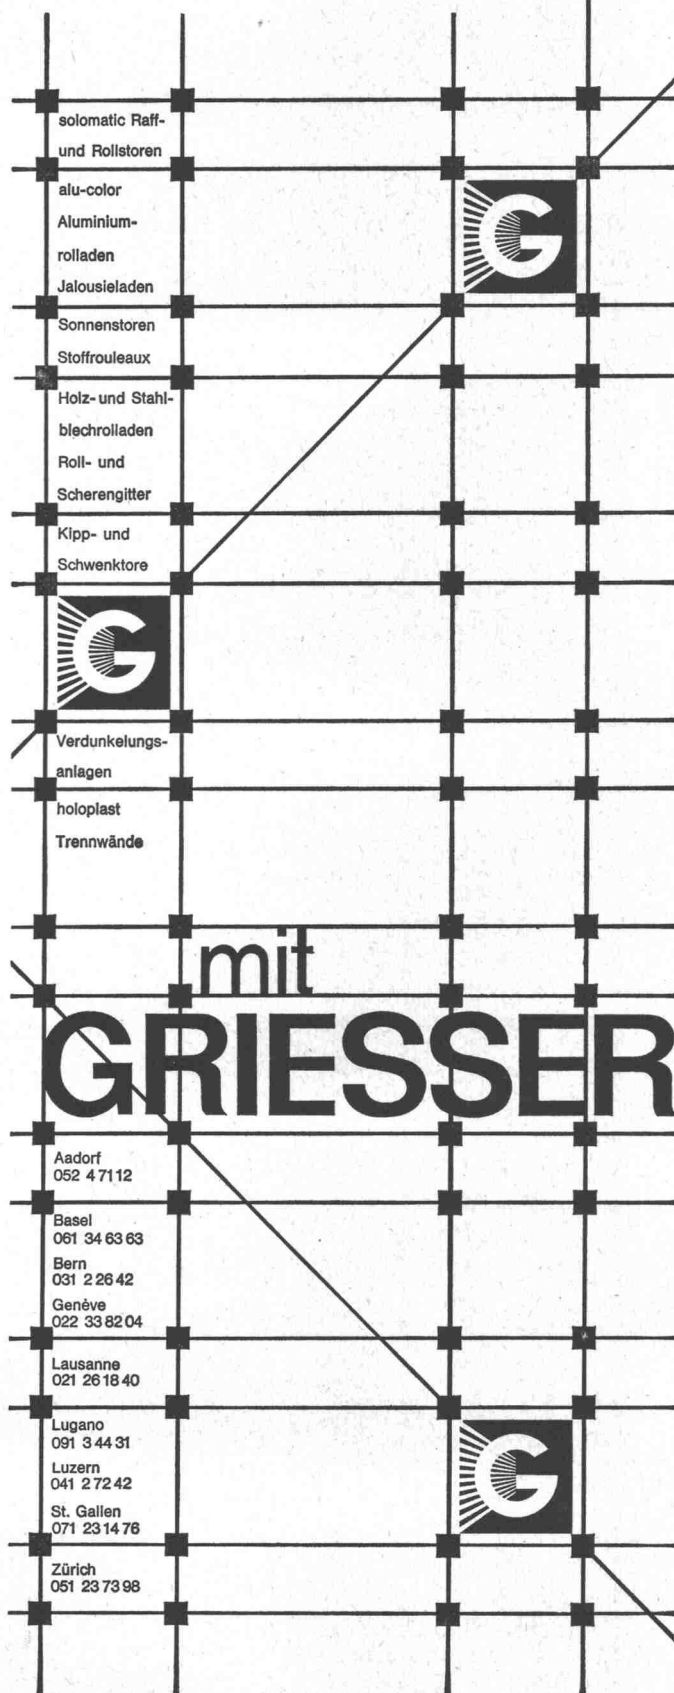 solomatic Raff-
und Rollstoren
alu-color
Aluminium-
rolladen
Jalousieladen
Sonnenstoren
Stoffrouleaux
Holz- und Stahl-
blechrolladen
Roll- und
Scherengitter
Kipp- und
Schwenktore
G
G
Verdunkelungs-
anlagen
holoplast
Trennwände
mit
GRIESSER
Aadorf
052 4 71 12
Basel
061 34 63 63
Bern
031 2 26 42
Genève
022 33 82 04
Lausanne
021 26 18 40
Lugano
091 3 44 31
Luzern
041 2 72 42
St. Gallen
071 23 14 76
Zürich
051 23 73 98
G